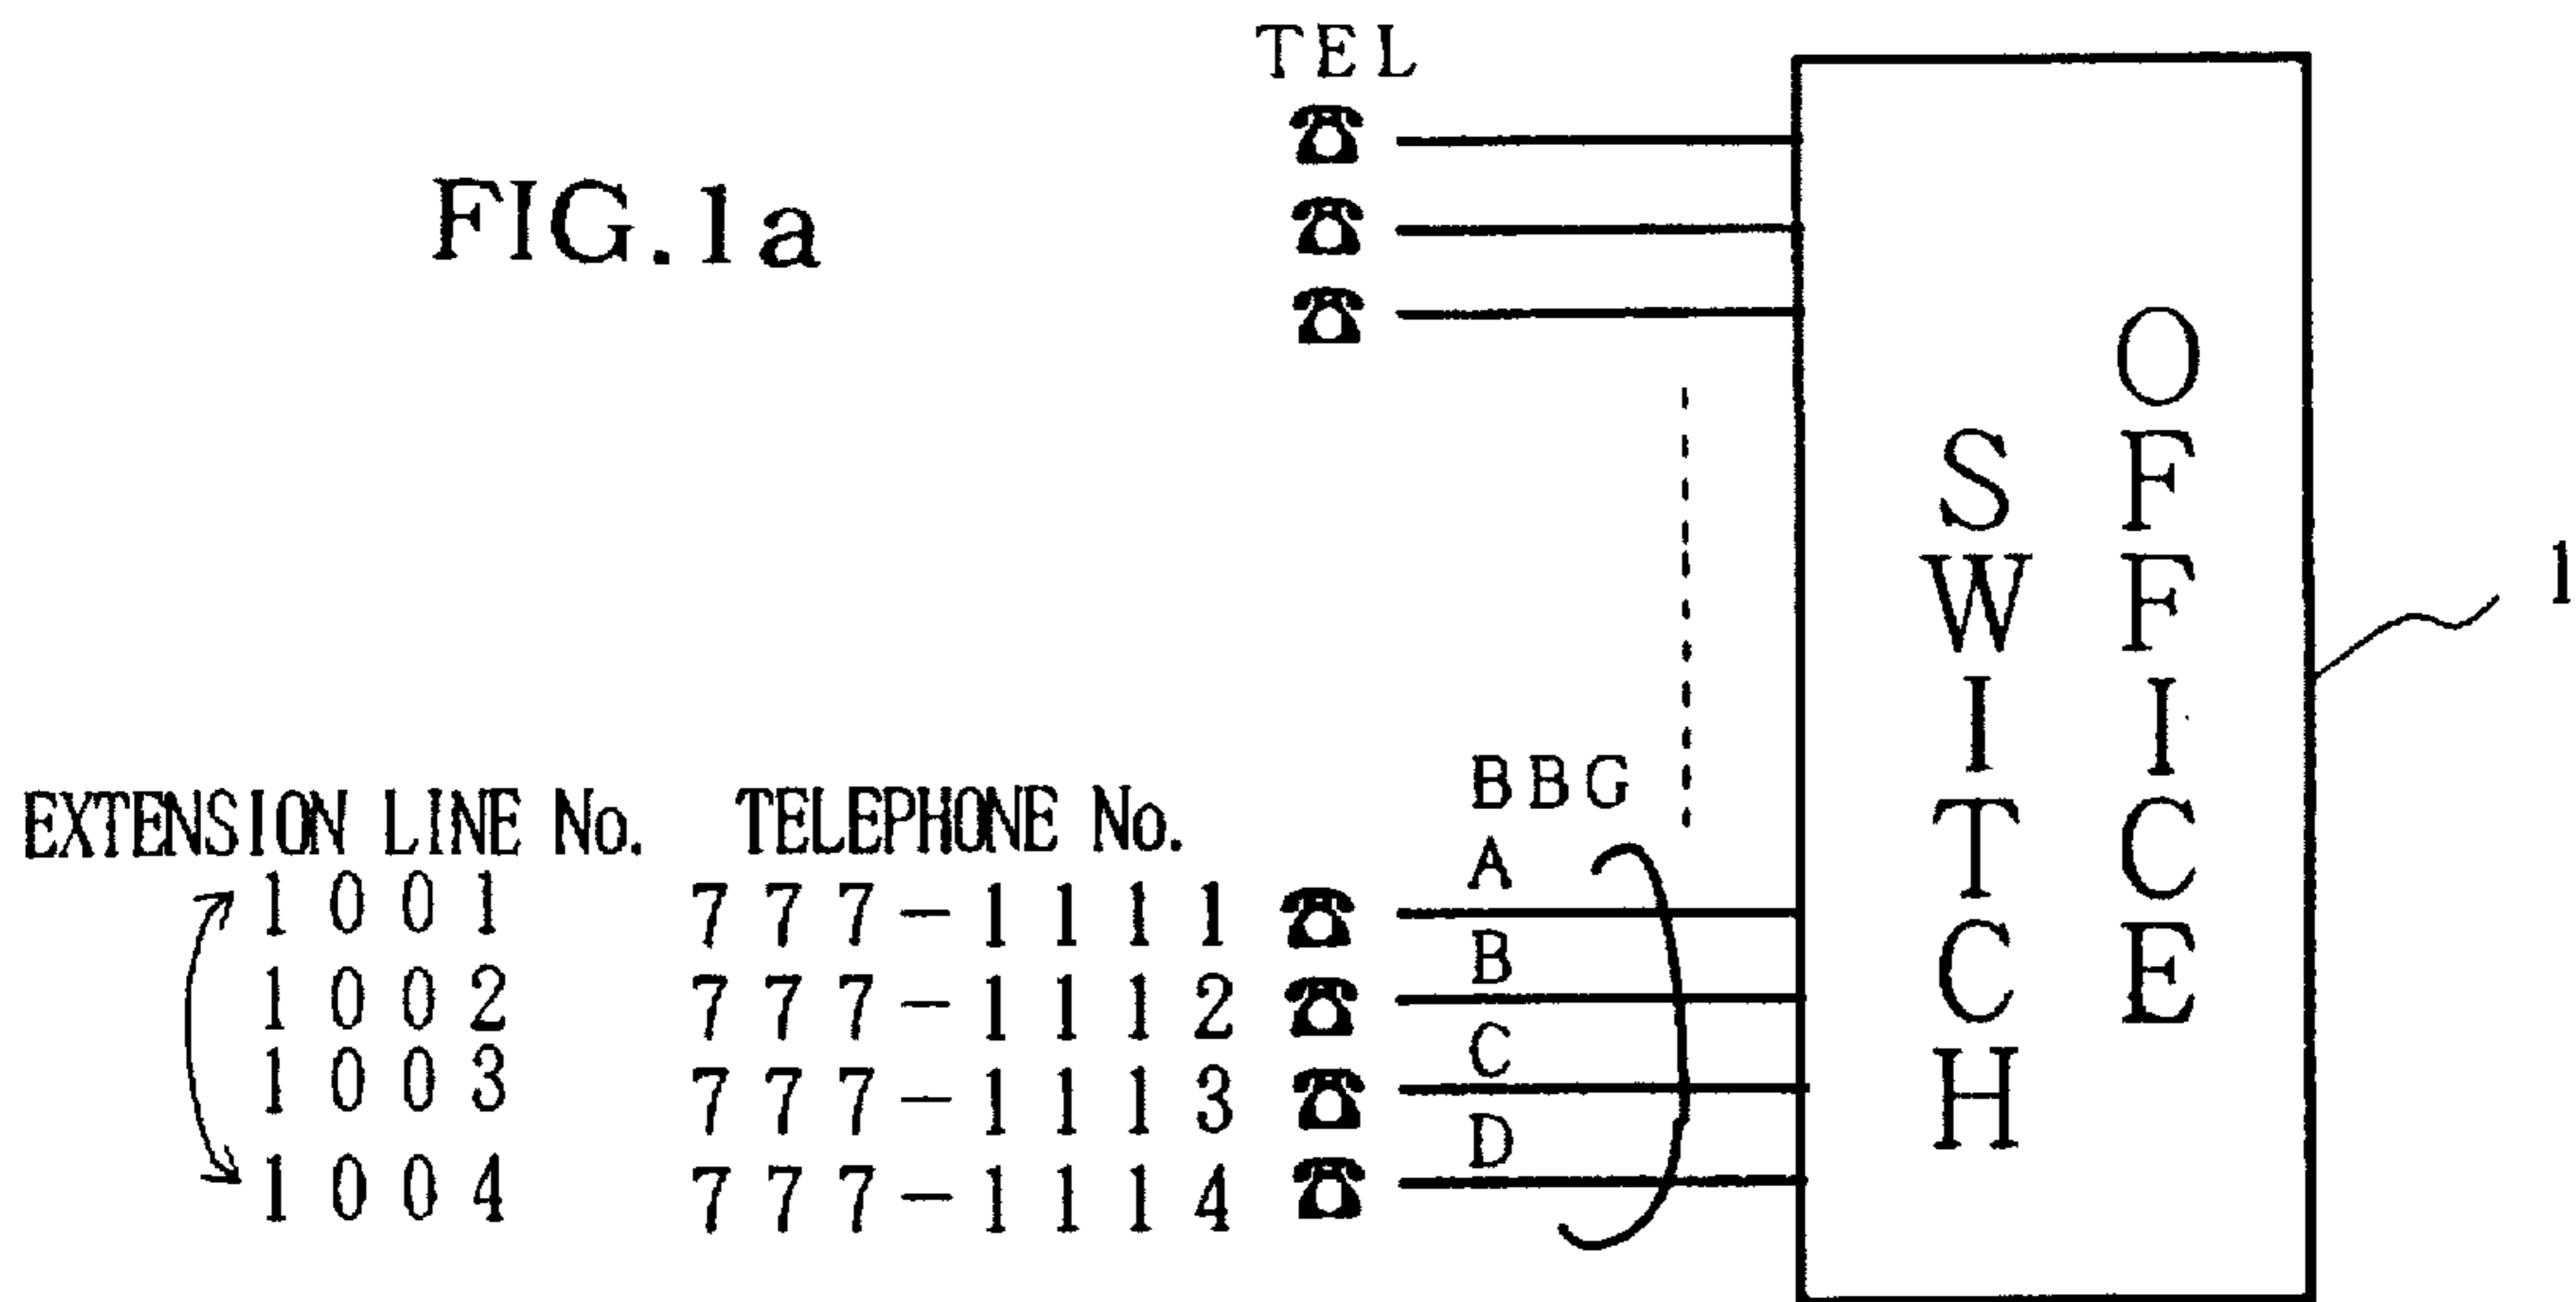 FIG.1a
TEL
OFFICE
SWITCH
1
BBG
EXTENSION LINE No. TELEPHONE No.
A
1001 777-1111
B
1002 777-1112
C
1003 777-1113
D
1004 777-1114